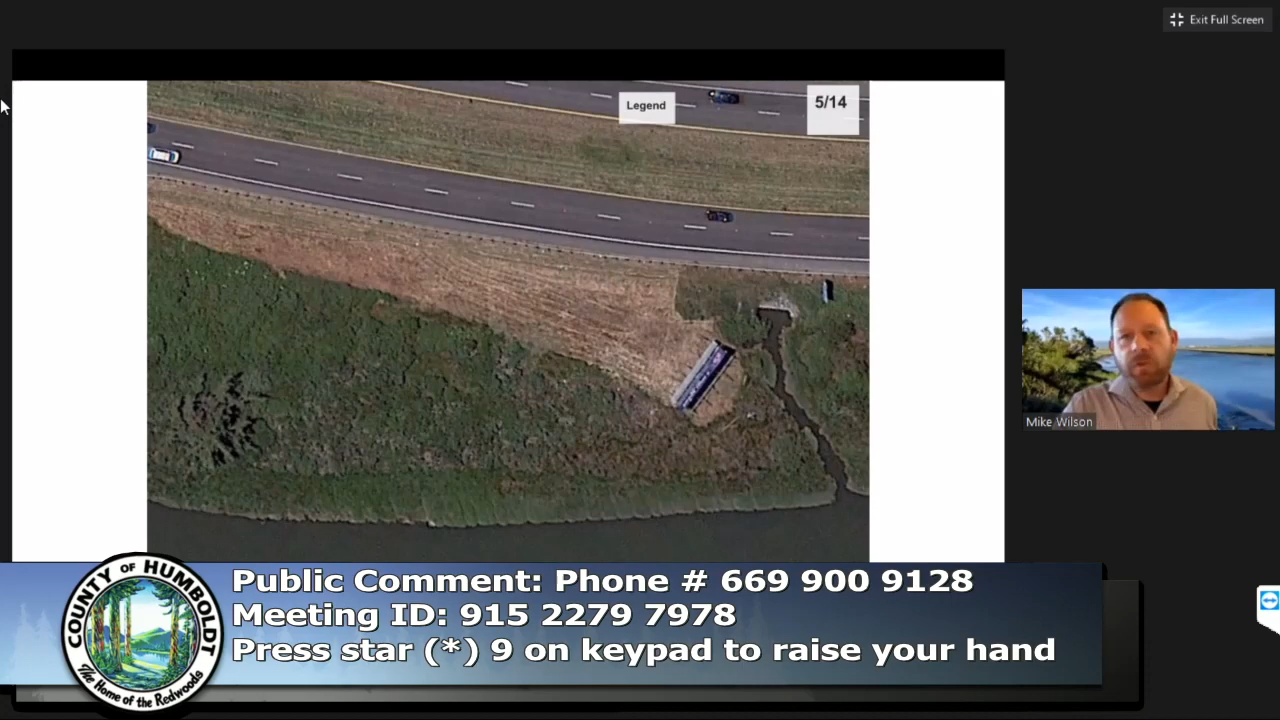 Exit Full Screen
Legend
5/14
Mike Wilson
COUNTY OF HUMBOLDT
The Home of the Redwoods
Public Comment: Phone # 669 900 9128
Meeting ID: 915 2279 7978
Press star (*) 9 on keypad to raise your hand